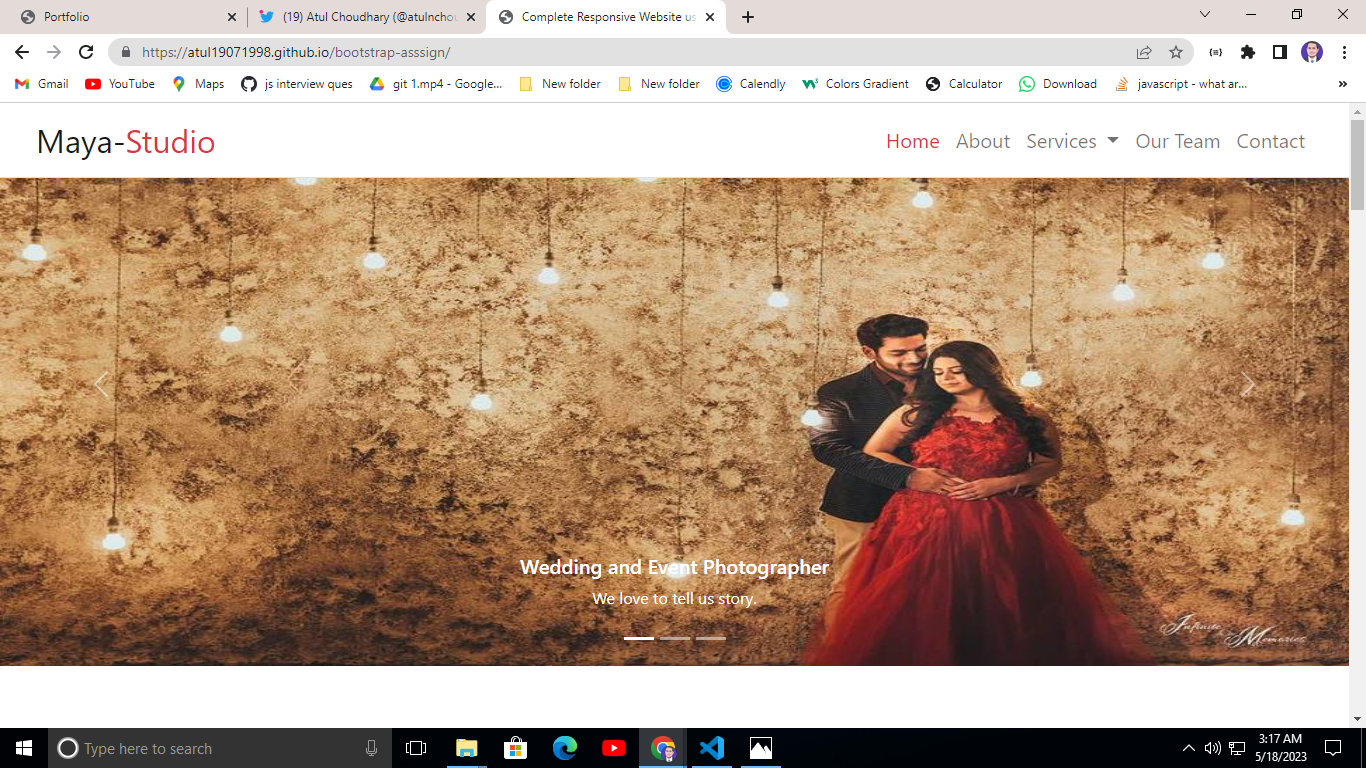 Portfolio
(19) Atul Choudhary (@atulnchou
Complete Responsive Website us
https://atul19071998.github.io/bootstrap-asssign/
Gmail
YouTube
Maps
js interview ques
git 1.mp4 - Google...
New folder
New folder
Calendly
Colors Gradient
Calculator
Download
javascript - what ar...
»
Maya-Studio
Home
About
Services
Our Team
Contact
Wedding and Event Photographer
We love to tell us story.
Infinite Memories
Type here to search
3:17 AM
5/18/2023